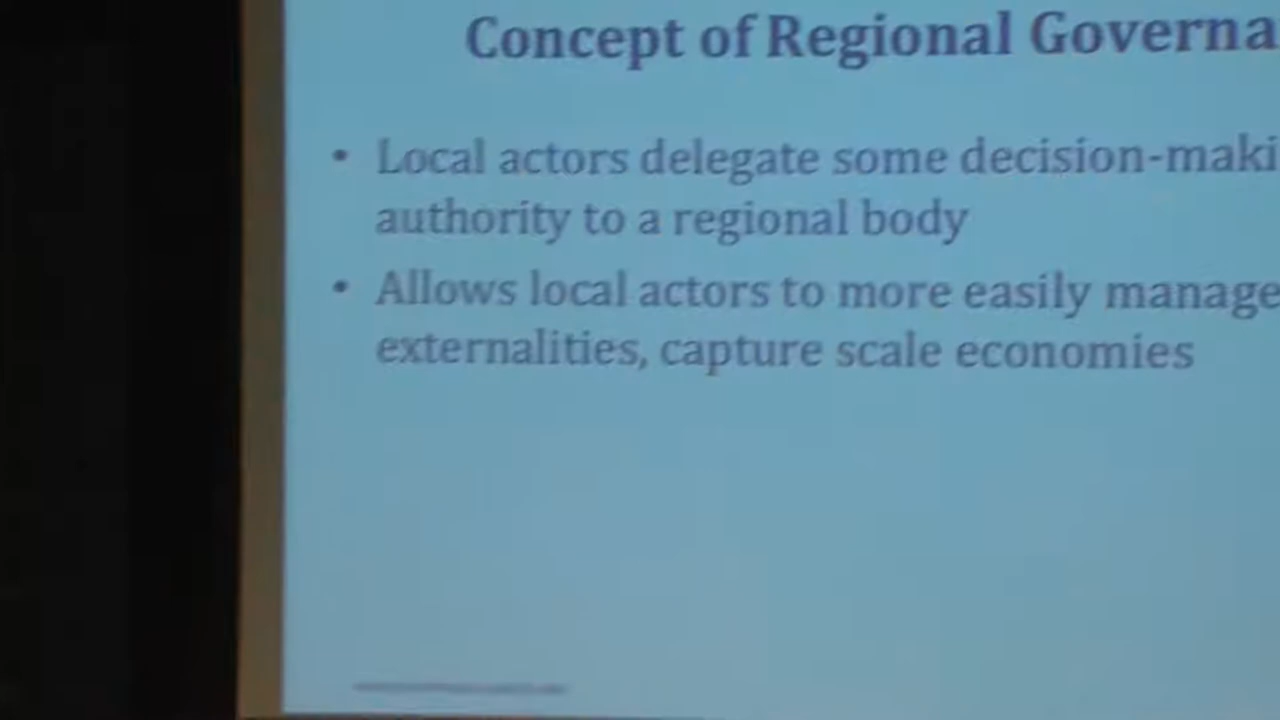 Concept of Regional Governa
• Local actors delegate some decision-maki
authority to a regional body
• Allows local actors to more easily manage
externalities, capture scale economies